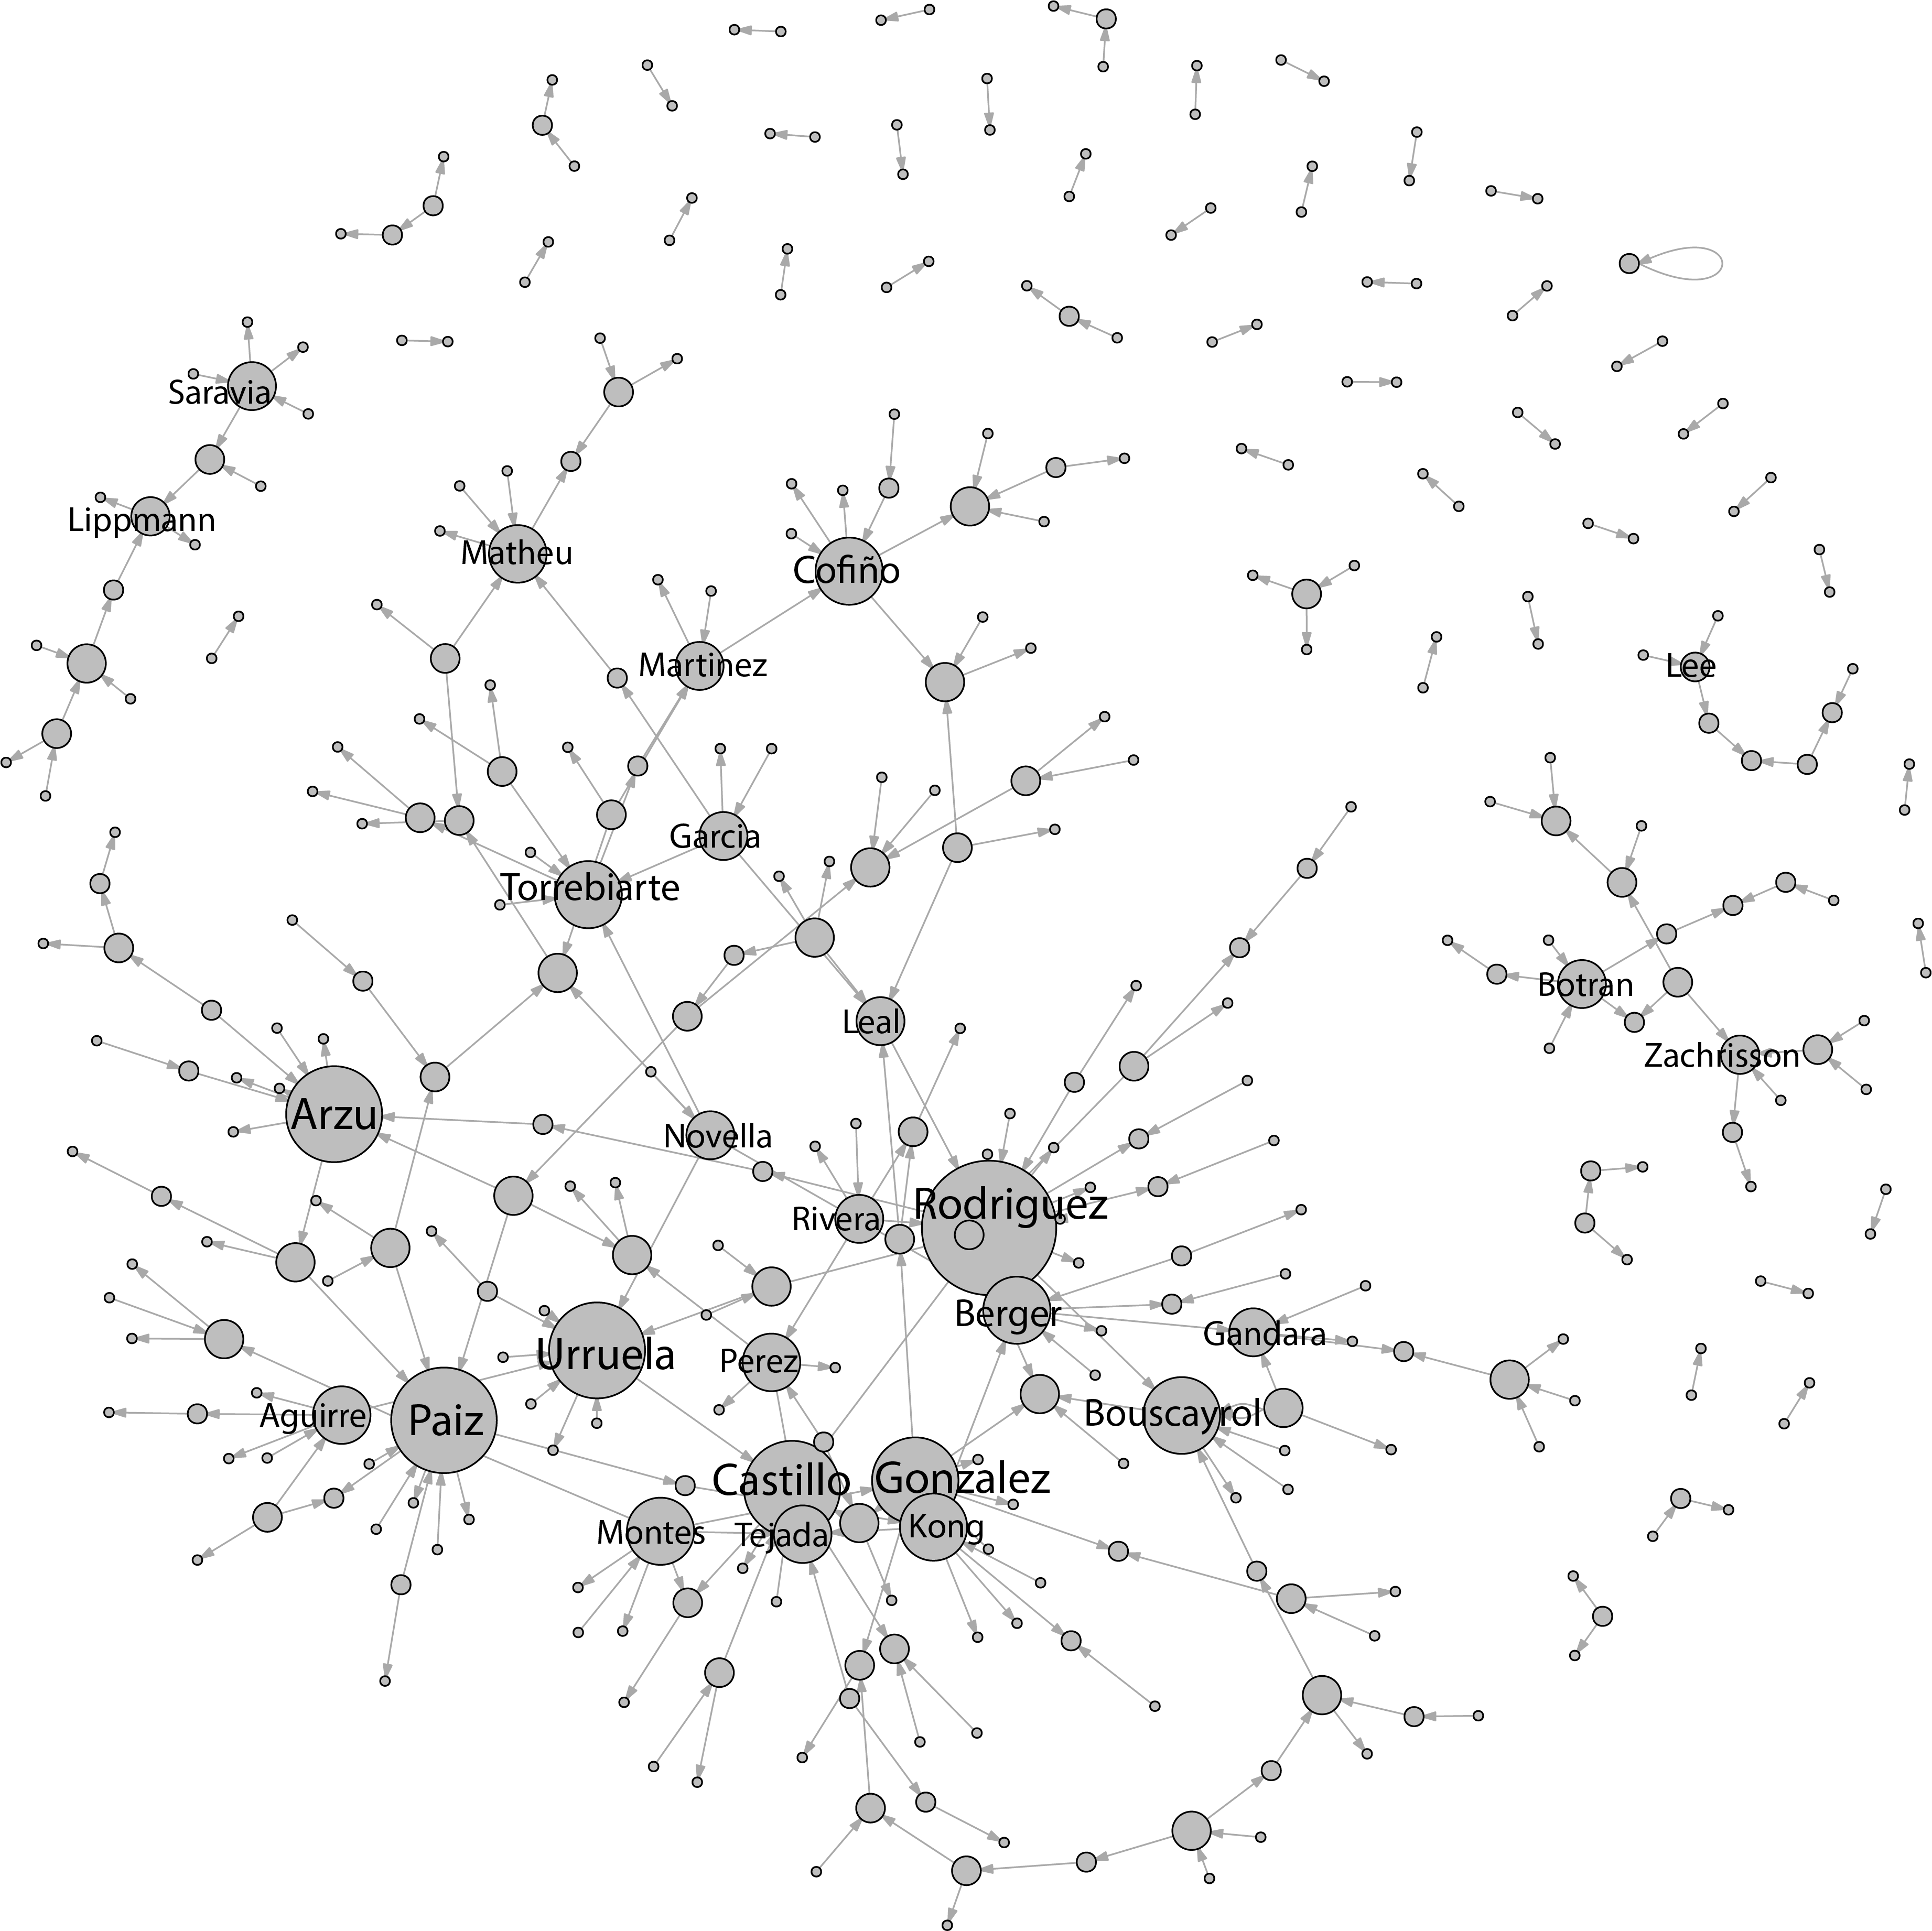 Saravia
Lippmann
Matheu
Cofiño
Martinez
Lee
Garcia
Torrebiarte
Botran
Leal
Zachrisson
Arzu
Novella
Rodriguez
Rivera
Berger
Gandara
Urruela
Perez
Aguirre
Paiz
Bouscayrol
Castillo
Gonzalez
Montes
Tejada
Kong